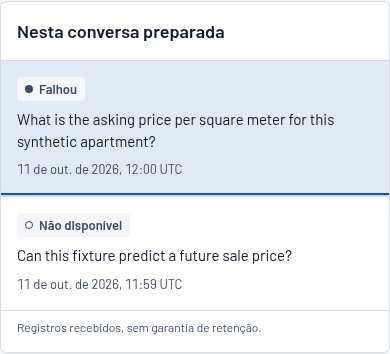 Nesta conversa preparada
Falhou
What is the asking price per square meter for this
synthetic apartment?
11 de out. de 2026, 12:00 UTC
Não disponível
Can this fixture predict a future sale price?
11 de out. de 2026, 11:59 UTC
Registros recebidos, sem garantia de retenção.